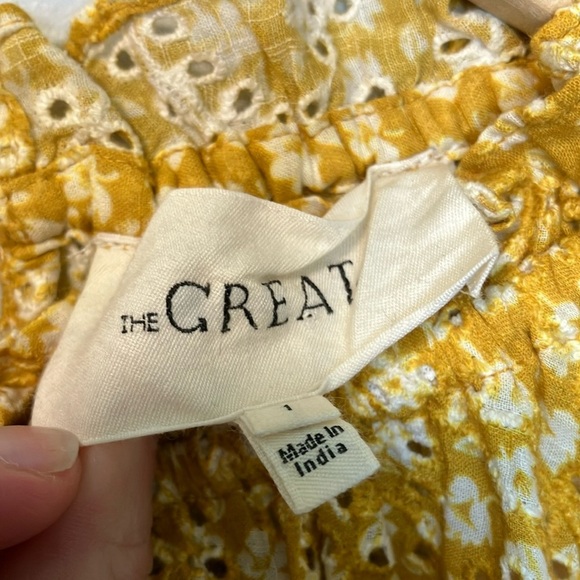 THE GREAT
1
Made in
India